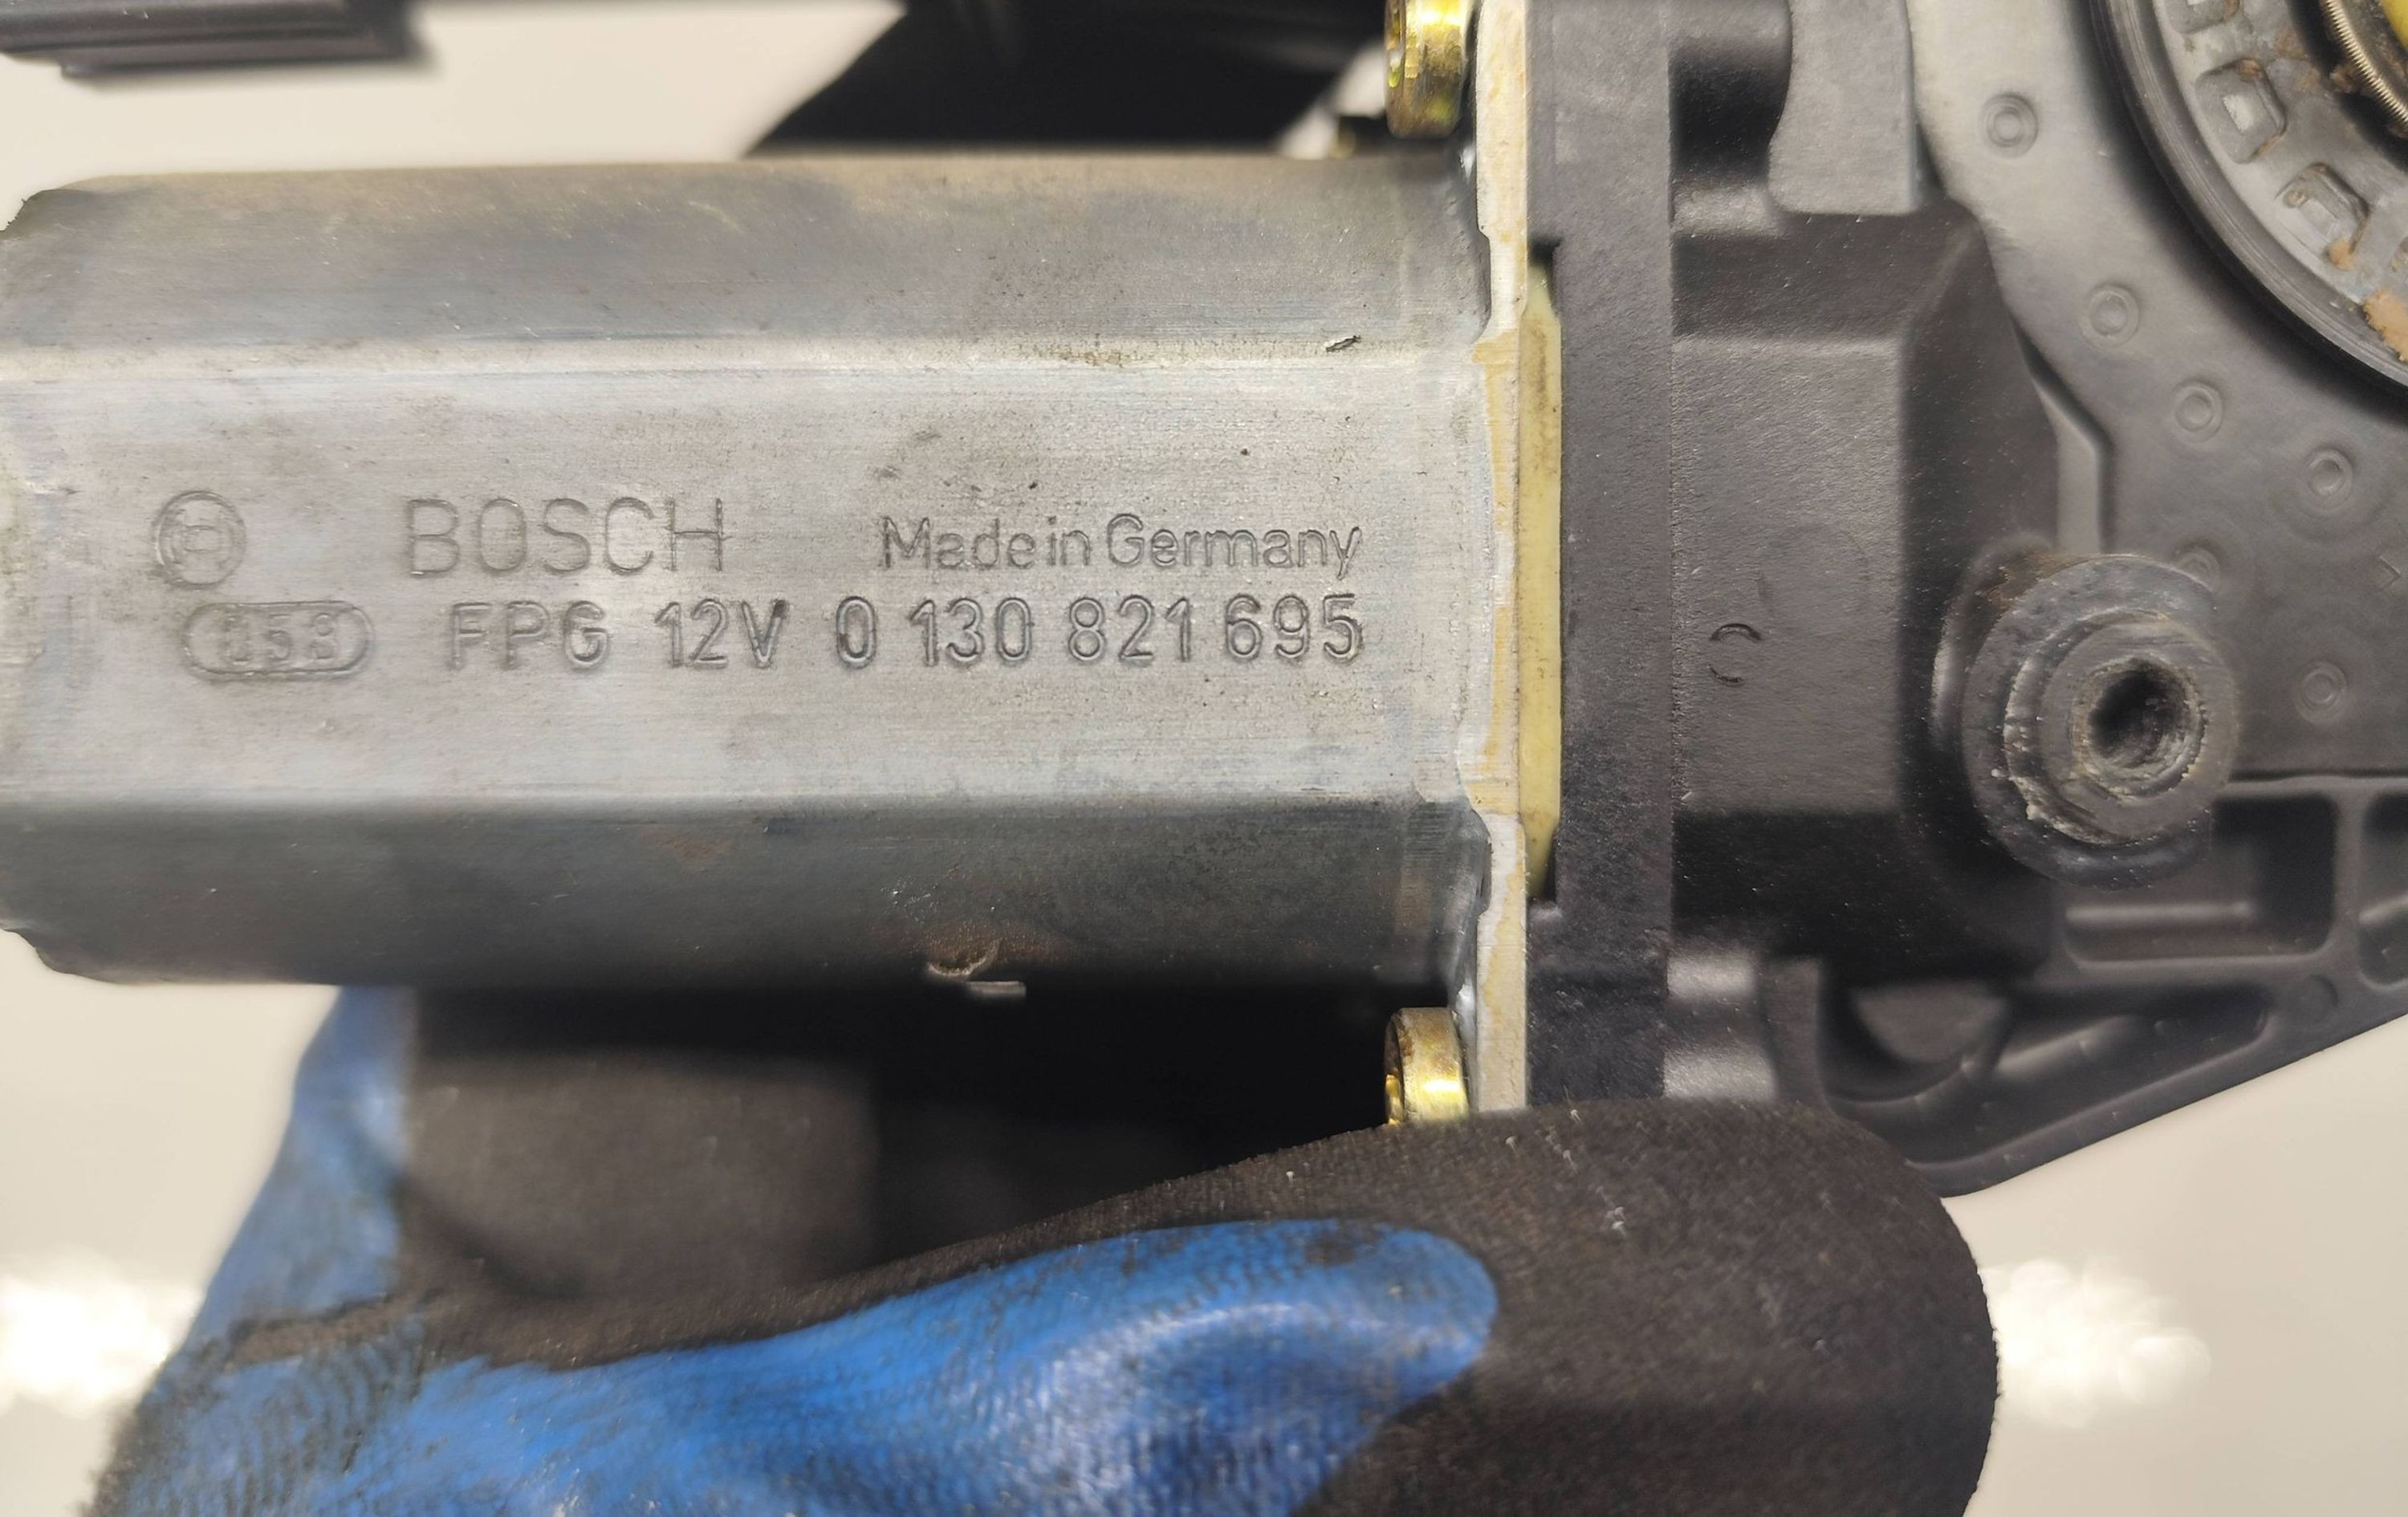 BOSCH Made in Germany
FPG 12V 0 130 821 695